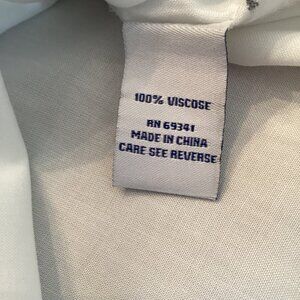 100% VISCOSE
RN 69341
MADE IN CHINA
CARE SEE REVERSE